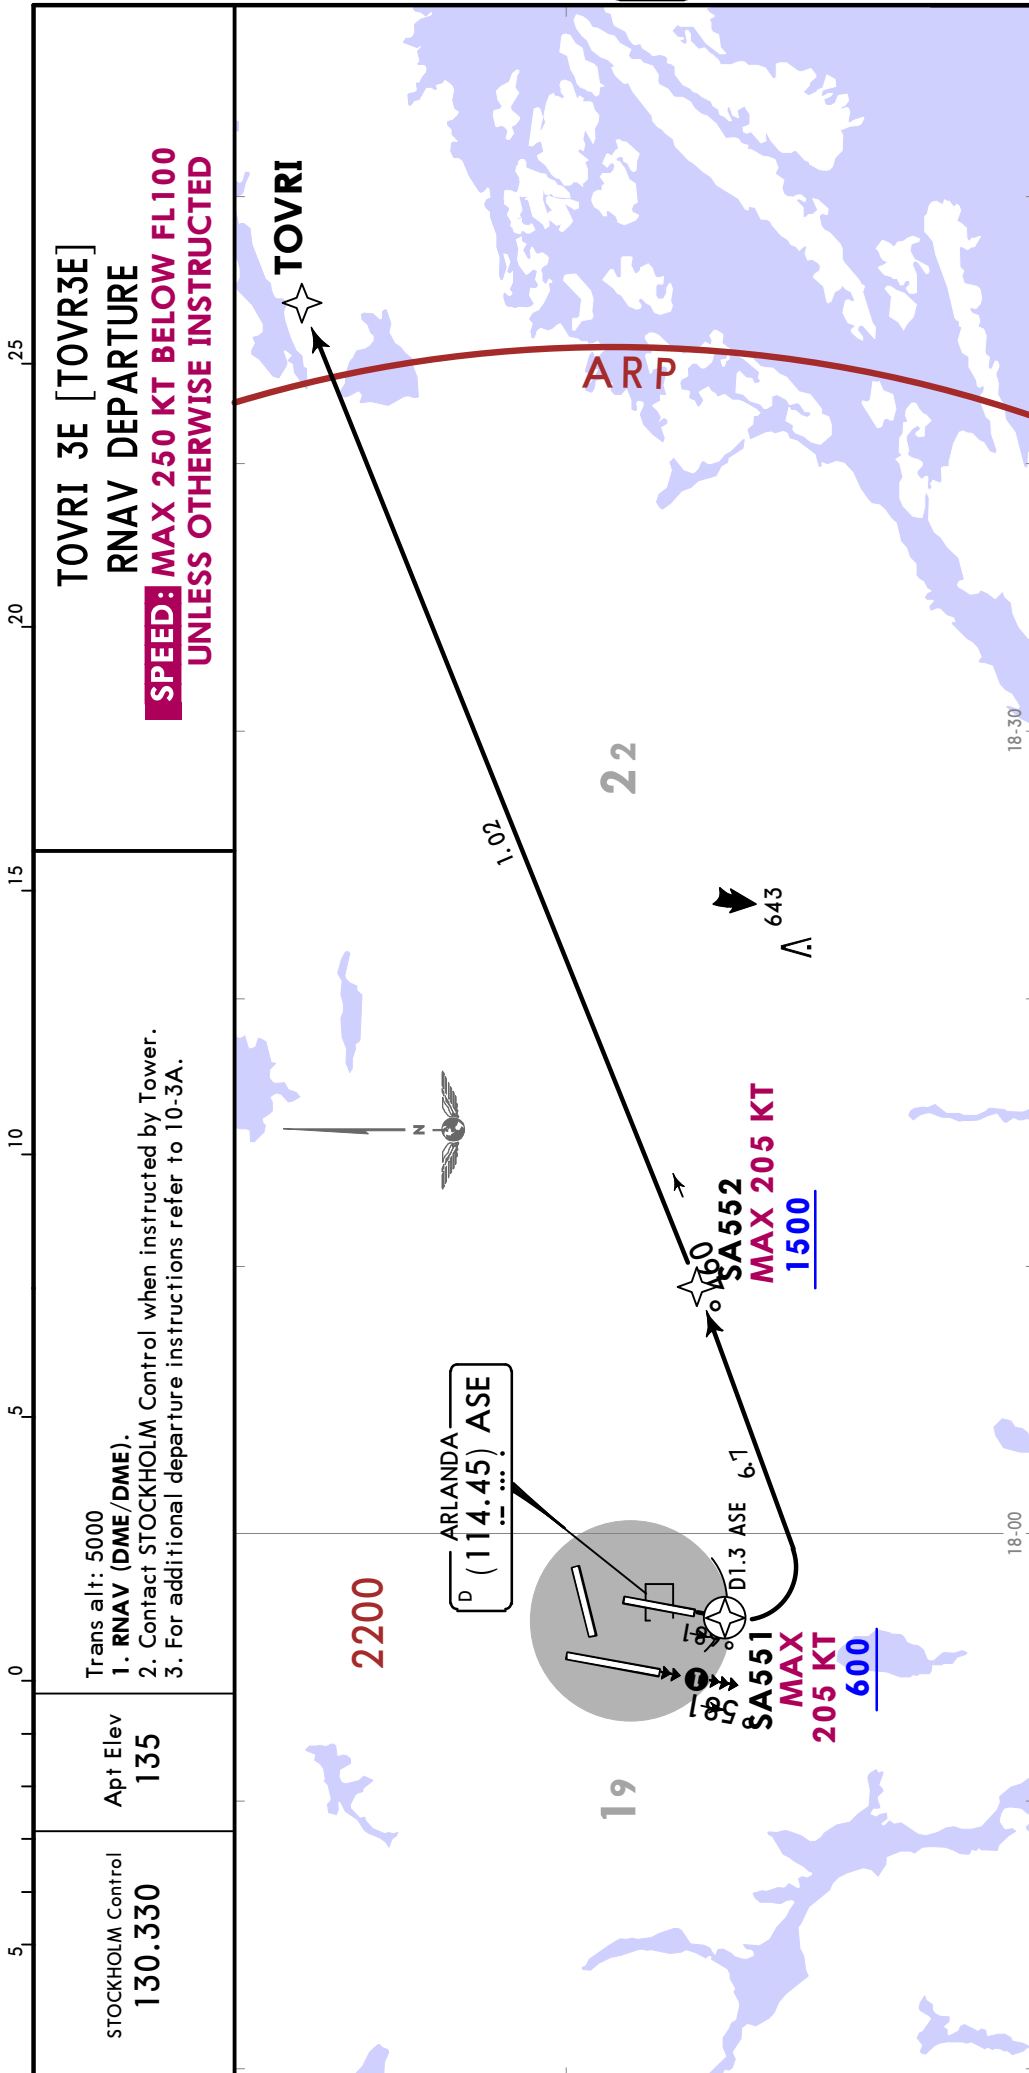 STOCKHOLM Control
130.330
Apt Elev
135
Trans alt: 5000
1. RNAV (DME/DME).
2. Contact STOCKHOLM Control when instructed by Tower.
3. For additional departure instructions refer to 10-3A.
TOVRI 3E [TOVR3E]
RNAV DEPARTURE
SPEED: MAX 250 KT BELOW FL100
UNLESS OTHERWISE INSTRUCTED
5
0
5
10
15
20
25
TOVRI
ARP
1.02
22
N
643
SA552
MAX 205 KT
1500
ARLANDA
D (114.45) ASE
2200
6.7
D1.3 ASE
1
SA551
MAX
205 KT
600
19
18-00
18-30